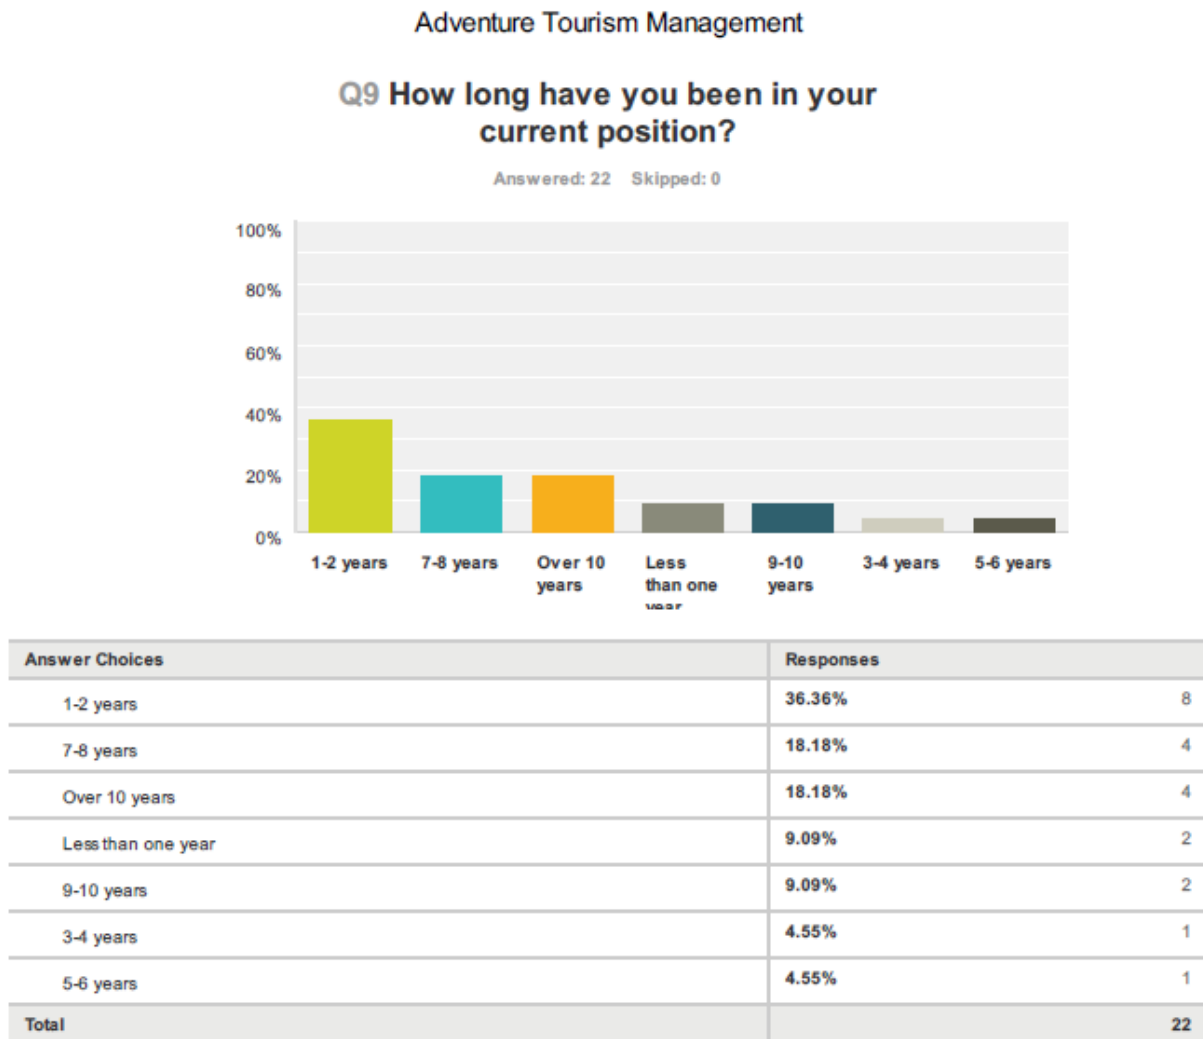 Adventure Tourism Management
Q9 How long have you been in your
current position?
Answered: 22 Skipped: 0
100%
80%
60%
40%
20%
0%
1-2 years 7-8 years Over 10 years Less than one year 9-10 years 3-4 years 5-6 years
Answer Choices Responses
1-2 years 36.36% 8
7-8 years 18.18% 4
Over 10 years 18.18% 4
Less than one year 9.09% 2
9-10 years 9.09% 2
3-4 years 4.55% 1
5-6 years 4.55% 1
Total 22